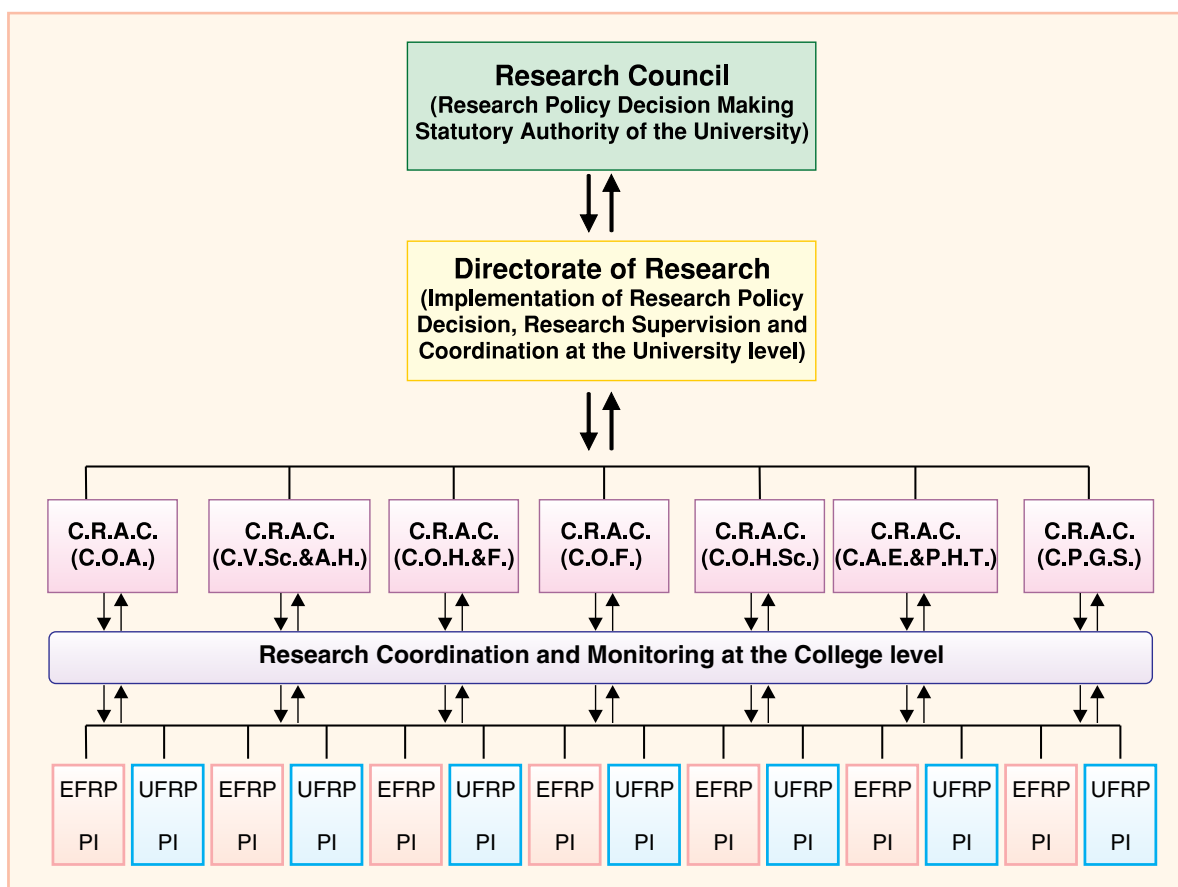 Research Council
(Research Policy Decision Making
Statutory Authority of the University)
Directorate of Research
(Implementation of Research Policy
Decision, Research Supervision and
Coordination at the University level)
C.R.A.C.
(C.O.A.)
C.R.A.C.
(C.V.Sc.&A.H.)
C.R.A.C.
(C.O.H.&F.)
C.R.A.C.
(C.O.F.)
C.R.A.C.
(C.O.H.Sc.)
C.R.A.C.
(C.A.E.&P.H.T.)
C.R.A.C.
(C.P.G.S.)
Research Coordination and Monitoring at the College level
EFRP
PI
UFRP
PI
EFRP
PI
UFRP
PI
EFRP
PI
UFRP
PI
EFRP
PI
UFRP
PI
EFRP
PI
UFRP
PI
EFRP
PI
UFRP
PI
EFRP
PI
UFRP
PI